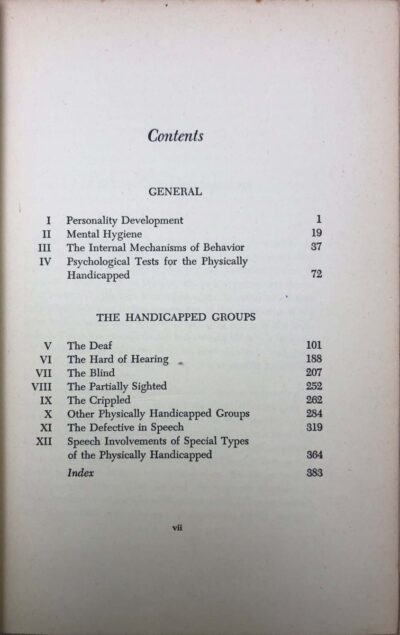 Contents
GENERAL
I Personality Development 1
II Mental Hygiene 19
III The Internal Mechanisms of Behavior 37
IV Psychological Tests for the Physically
Handicapped 72
THE HANDICAPPED GROUPS
V The Deaf 101
VI The Hard of Hearing 188
VII The Blind 207
VIII The Partially Sighted 252
IX The Crippled 262
X Other Physically Handicapped Groups 284
XI The Defective in Speech 319
XII Speech Involvements of Special Types
of the Physically Handicapped 364
Index 383
vii